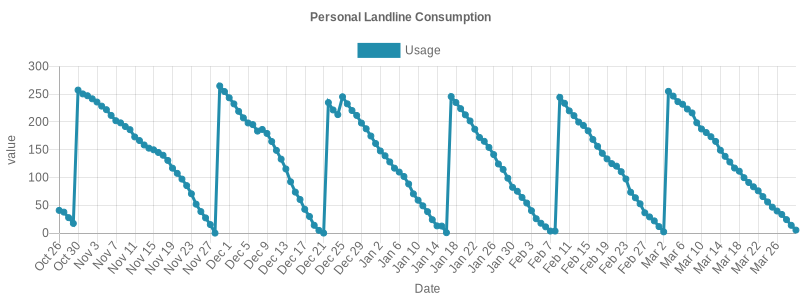 Personal Landline Consumption
Usage
300
250
200
150
100
50
0
value
Oct 26
Oct 30
Nov 3
Nov 7
Nov 11
Nov 15
Nov 19
Nov 23
Nov 27
Dec 1
Dec 5
Dec 9
Dec 13
Dec 17
Dec 21
Dec 25
Dec 29
Jan 2
Jan 6
Jan 10
Jan 14
Jan 18
Jan 22
Jan 26
Jan 30
Feb 3
Feb 7
Feb 11
Feb 15
Feb 19
Feb 23
Feb 27
Mar 2
Mar 6
Mar 10
Mar 14
Mar 18
Mar 22
Mar 26
Date